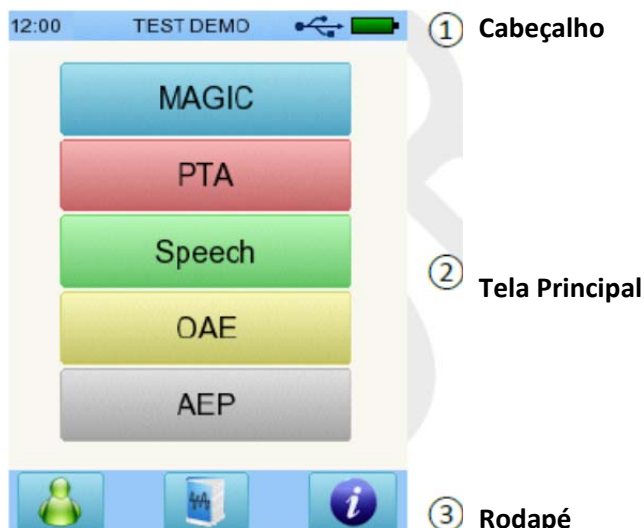 12:00 TEST DEMO
① Cabeçalho
MAGIC
PTA
Speech
② Tela Principal
OAE
AEP
i
③ Rodapé